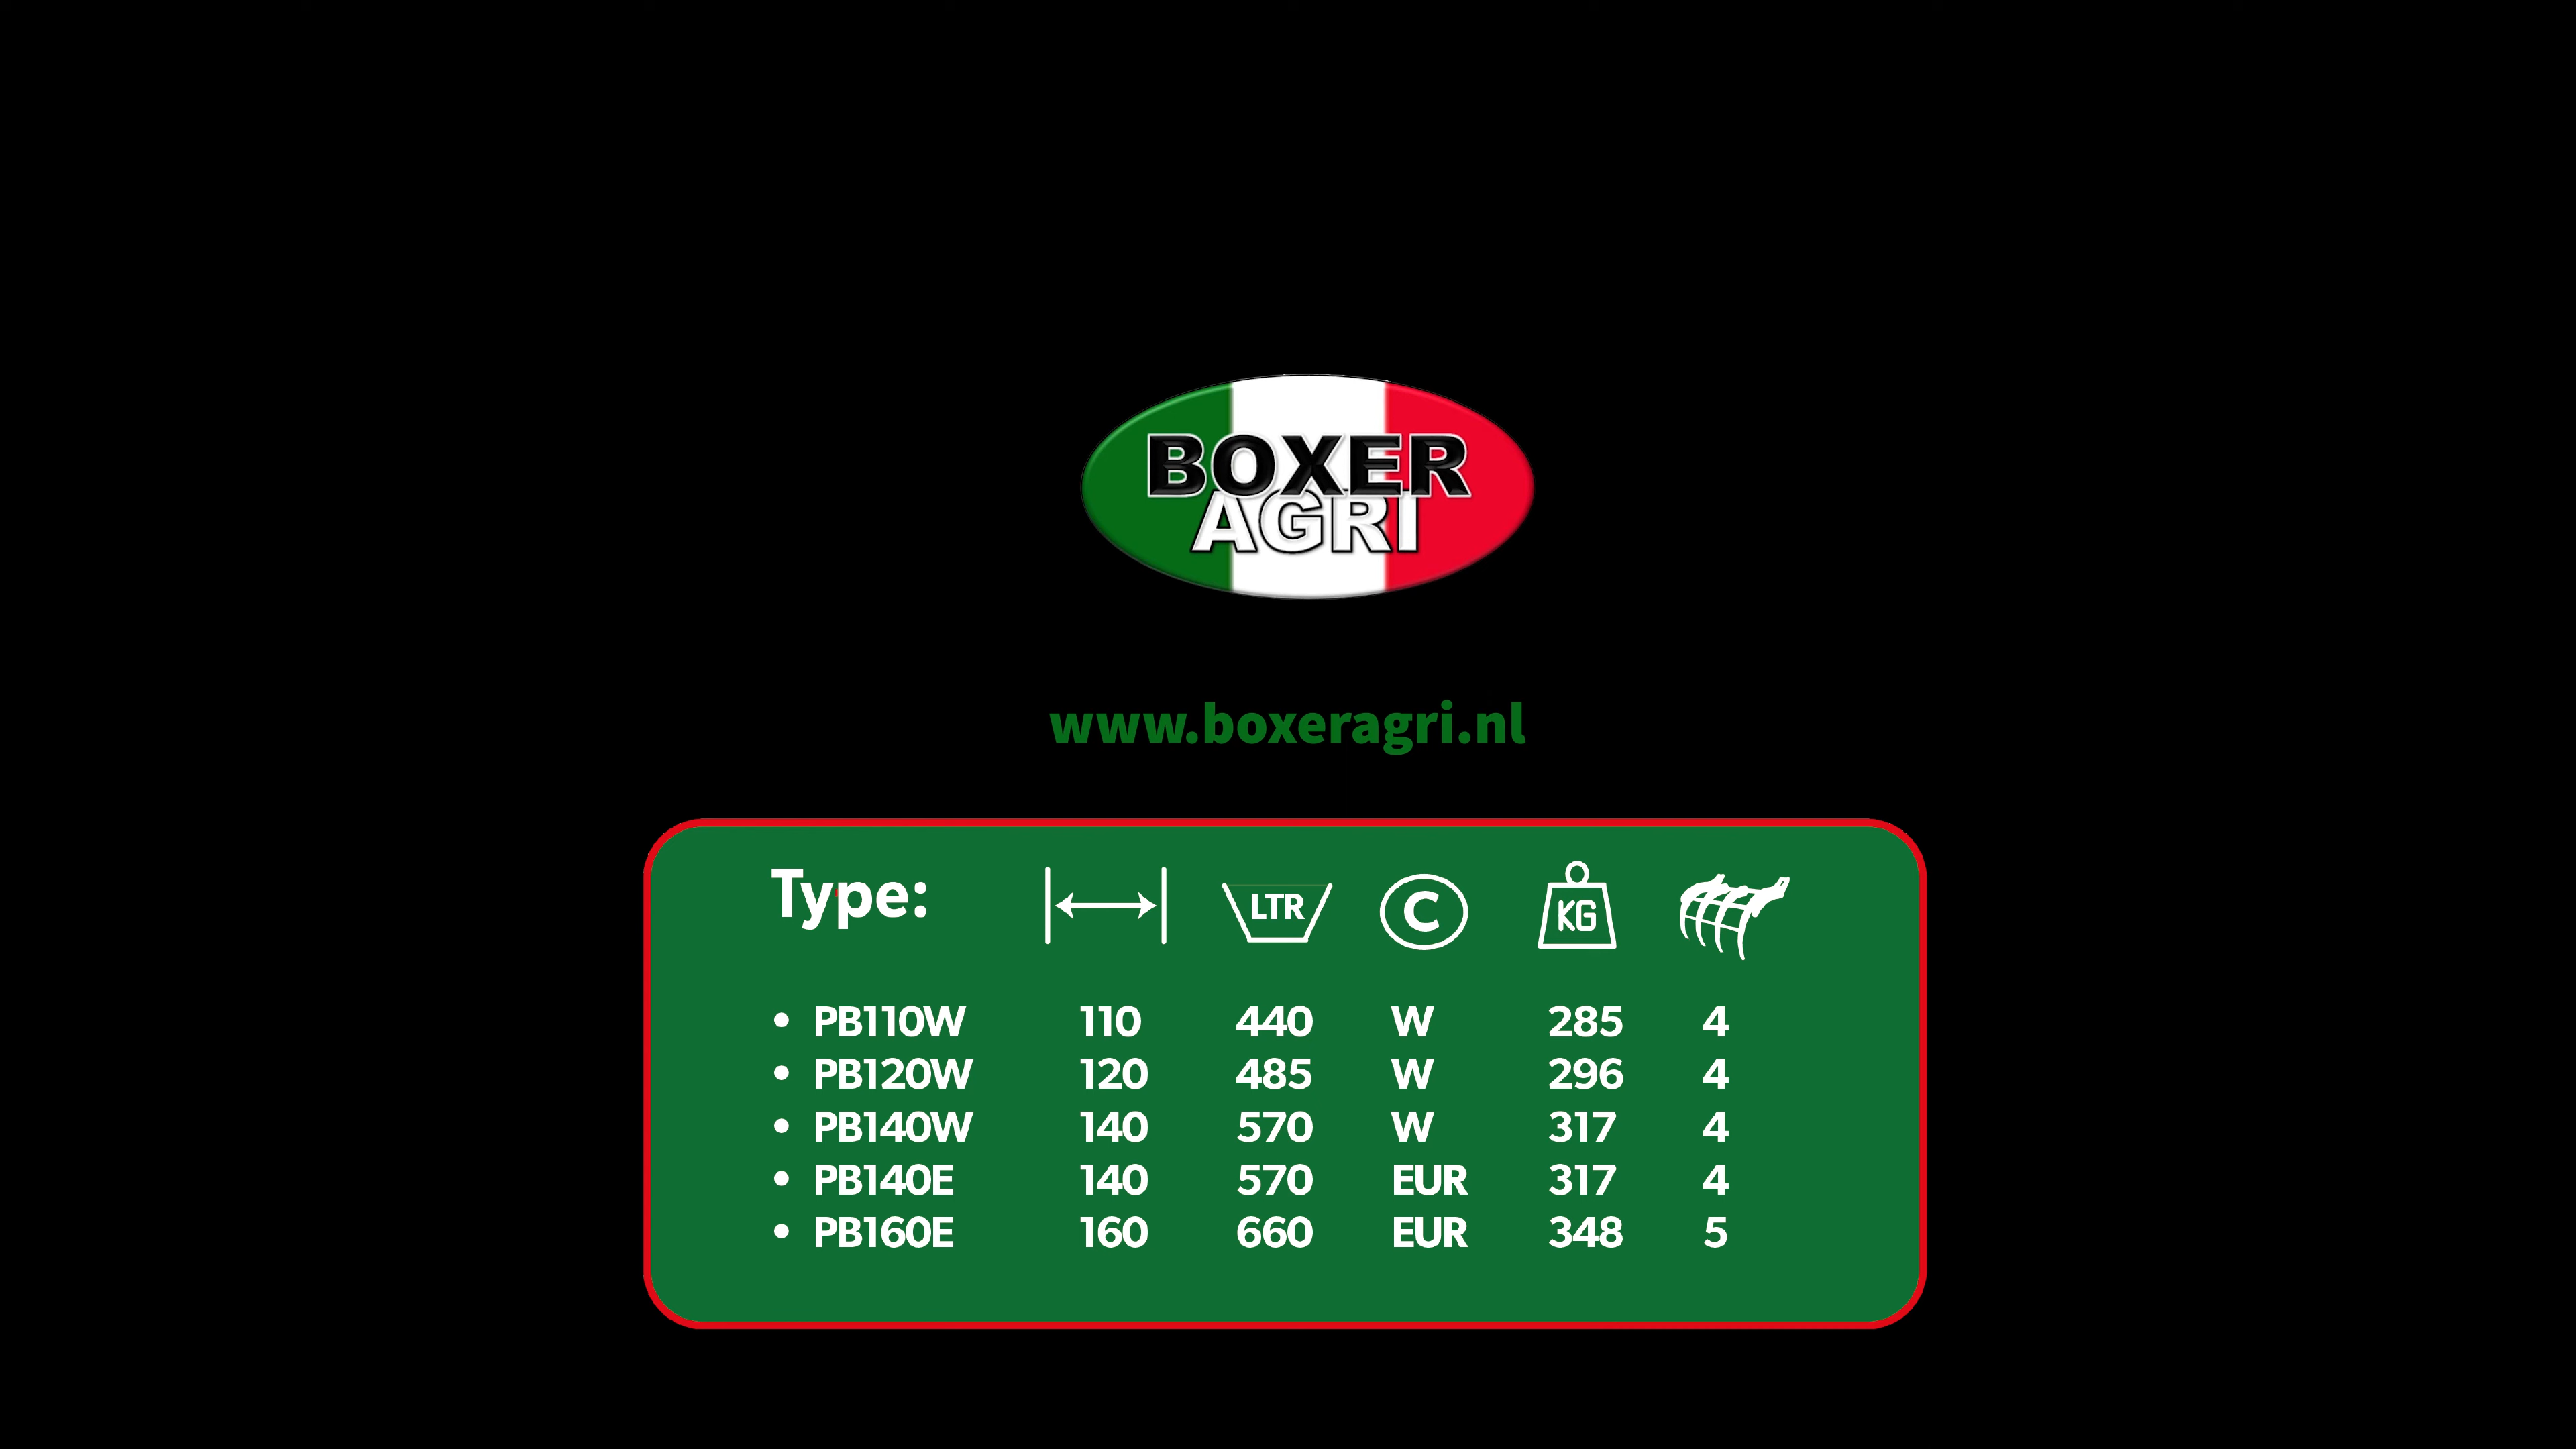 BOXER
AGRI
www.boxeragri.nl
Type: LTR C KG
• PB110W 110 440 W 285 4
• PB120W 120 485 W 296 4
• PB140W 140 570 W 317 4
• PB140E 140 570 EUR 317 4
• PB160E 160 660 EUR 348 5